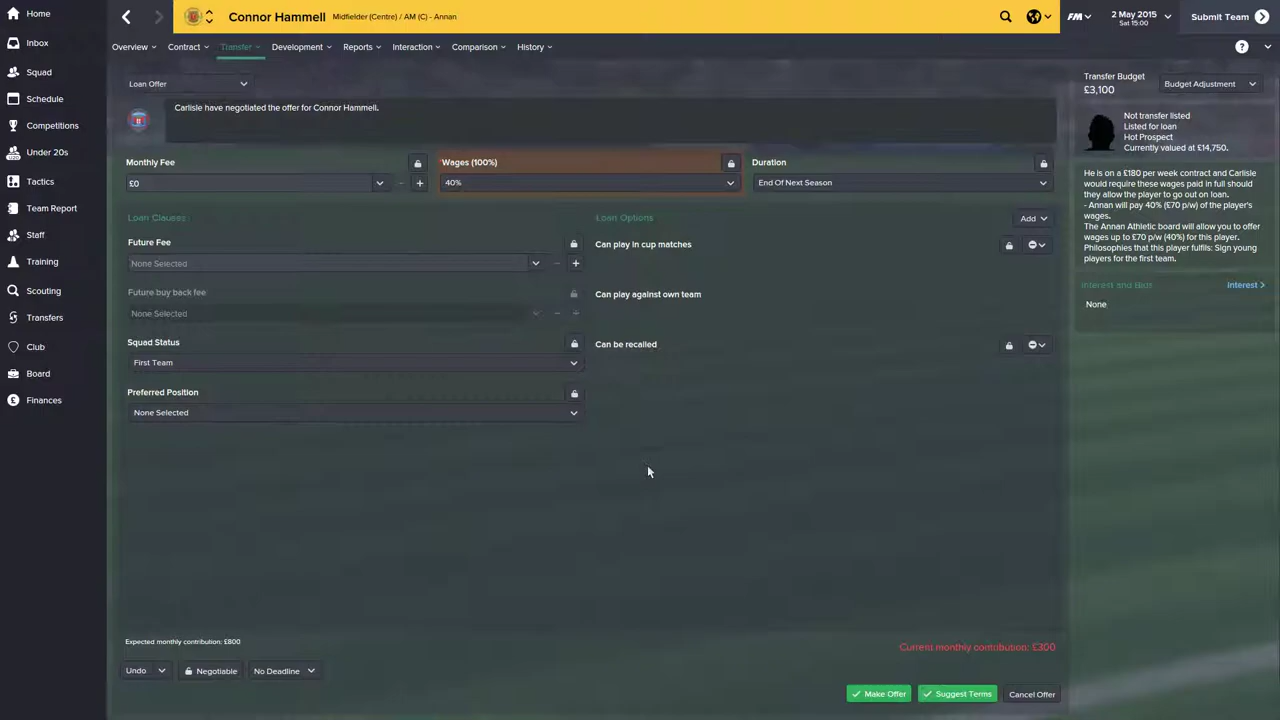 Home
Connor Hammell
Midfielder (Centre) / AM (C) - Annan
FM
2 May 2015
Sat 15:00
Submit Team
Inbox
Overview
Contract
Transfer
Development
Reports
Interaction
Comparison
History
?
Squad
Schedule
Competitions
Under 20s
Tactics
Team Report
Staff
Training
Scouting
Transfers
Club
Board
Finances
Loan Offer
Carlisle have negotiated the offer for Connor Hammell.
Monthly Fee
£0
Wages (100%)
40%
Duration
End Of Next Season
Loan Clauses
Loan Options
Add
Future Fee
None Selected
Can play in cup matches
Future buy back fee
None Selected
Can play against own team
Squad Status
First Team
Can be recalled
Preferred Position
None Selected
Expected monthly contribution: £800
Current monthly contribution: £300
Undo
Negotiable
No Deadline
Make Offer
Suggest Terms
Cancel Offer
Transfer Budget
£3,100
Budget Adjustment
Not transfer listed
Listed for loan
Hot Prospect
Currently valued at £14,750.
He is on a £180 per week contract and Carlisle
would require these wages paid in full should
they allow the player to go out on loan.
- Annan will pay 40% (£70 p/w) of the player's
wages.
The Annan Athletic board will allow you to offer
wages up to £70 p/w (40%) for this player.
Philosophies that this player fulfils: Sign young
players for the first team.
Interest and Bids
Interest >
None